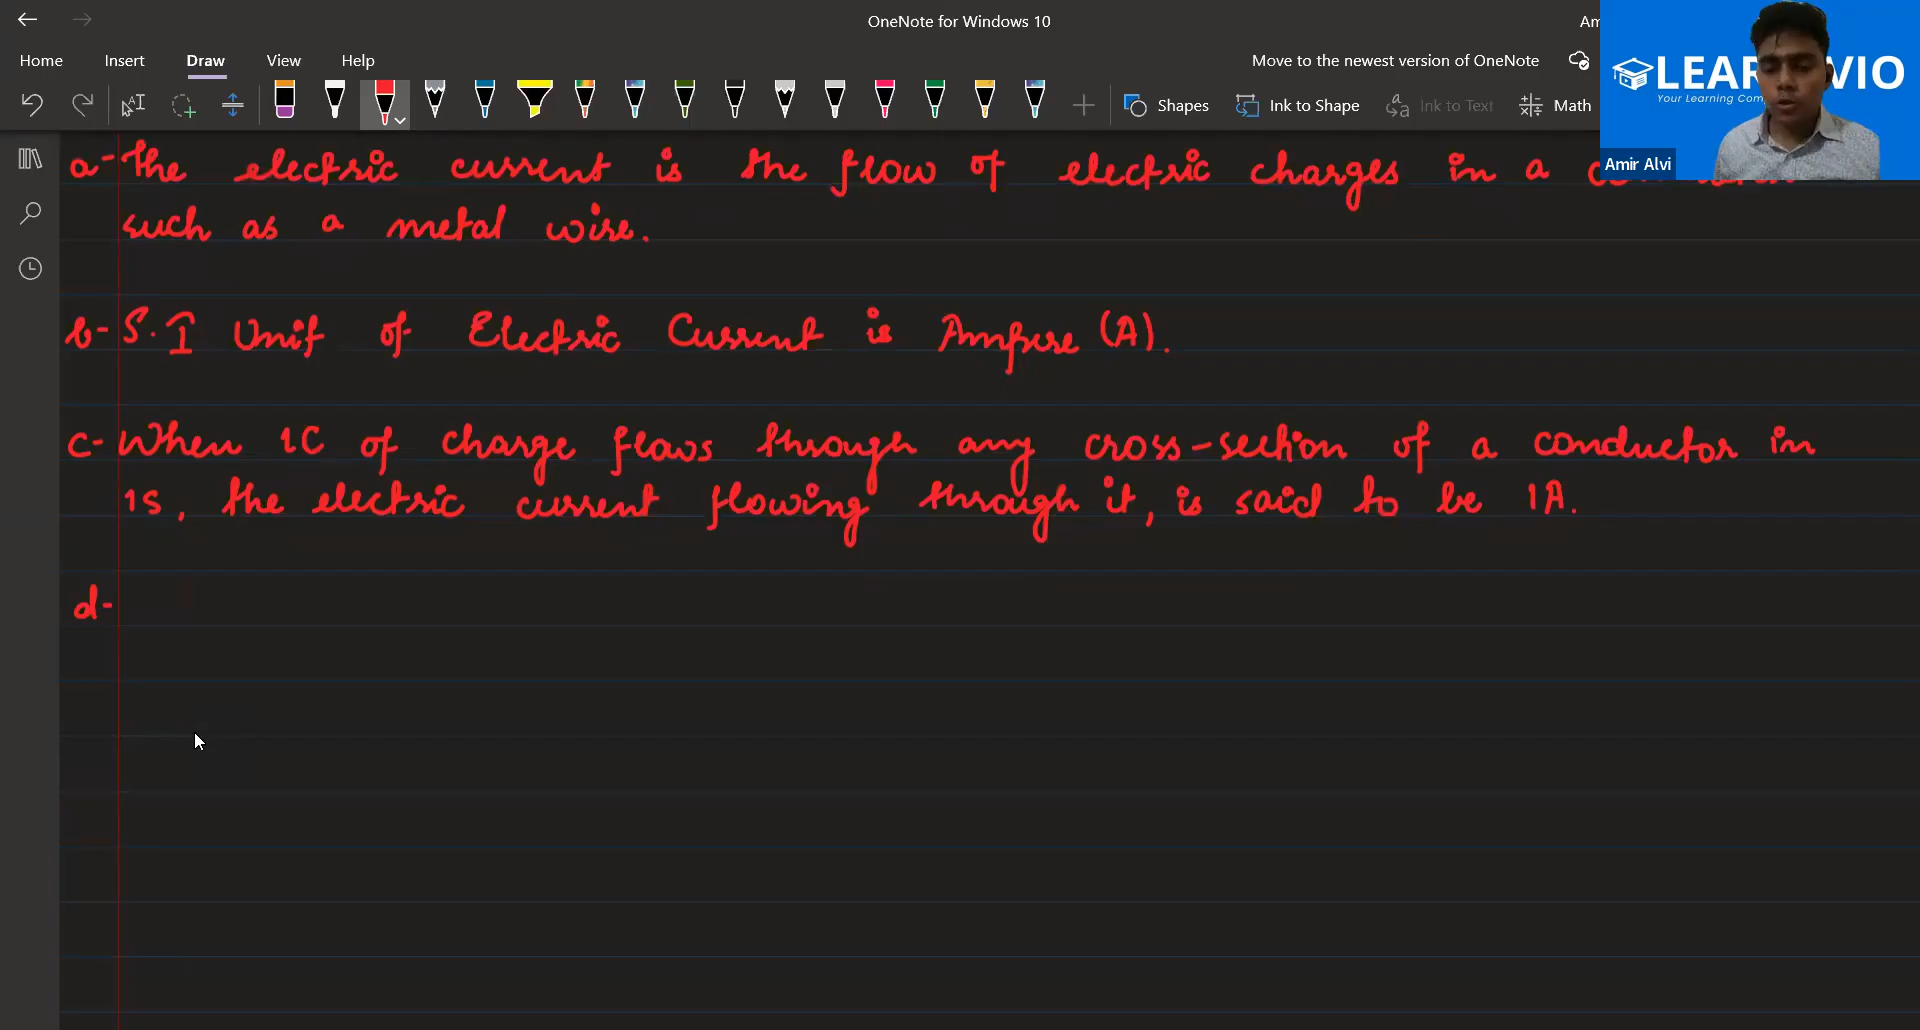 OneNote for Windows 10
Am
Home Insert Draw View Help
Move to the newest version of OneNote
Shapes Ink to Shape Ink to Text Math
Your Learning Com
Amir Alvi
a- The electric current is the flow of electric charges in a
such as a metal wire.
b- S.I Unit of Electric Current is Ampere (A).
c- When 1C of charge flows through any cross-section of a conductor in
1s, the electric current flowing through it, is said to be 1A.
d-